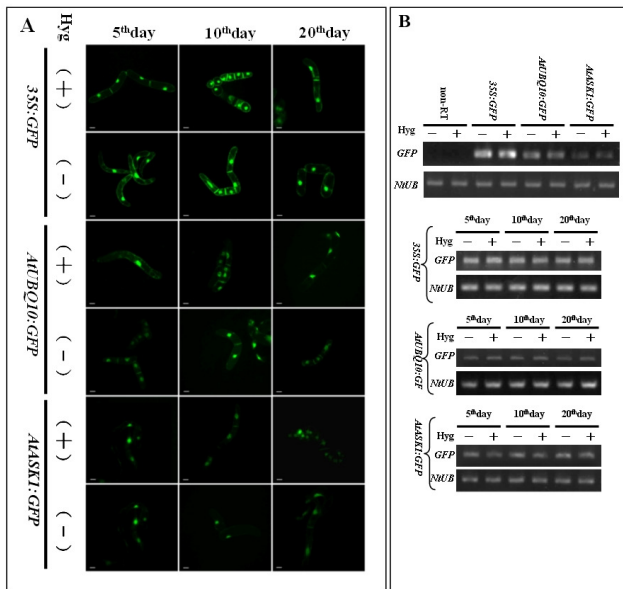 A
Hyg
5thday
10thday
20thday
35S:GFP
(+)
(−)
AtUBQ10:GFP
(+)
(−)
AtASK1:GFP
(+)
(−)
B
non-RT
35S:GFP
AtUBQ10:GFP
AtASK1:GFP
Hyg − + − + − + − +
GFP
NtUB
35S:GFP
5thday 10thday 20thday
Hyg − + − + − +
GFP
NtUB
AtUBQ10:GF
5thday 10thday 20thday
Hyg − + − + − +
GFP
NtUB
AtASK1:GFP
5thday 10thday 20thday
Hyg − + − + − +
GFP
NtUB